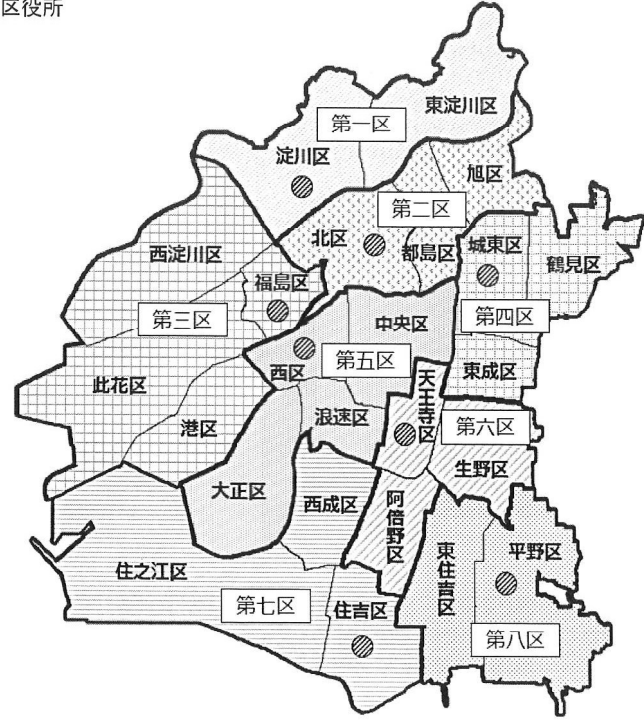 区役所
東淀川区
第一区
淀川区
旭区
第二区
北区
都島区
城東区
西淀川区
鶴見区
福島区
第三区
中央区
第四区
第五区
西区
東成区
此花区
天王寺区
浪速区
港区
第六区
生野区
大正区
西成区
阿倍野区
東住吉区
平野区
住之江区
第七区
住吉区
第八区